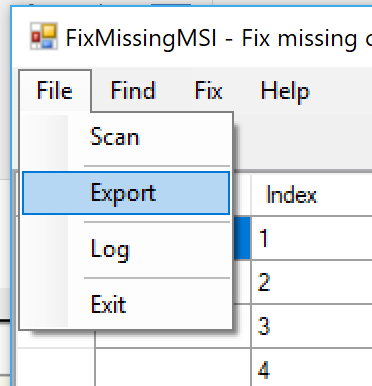 FixMissingMSI - Fix missing
File Find Fix Help
Scan
Export
Index
Log
Exit
1
2
3
4